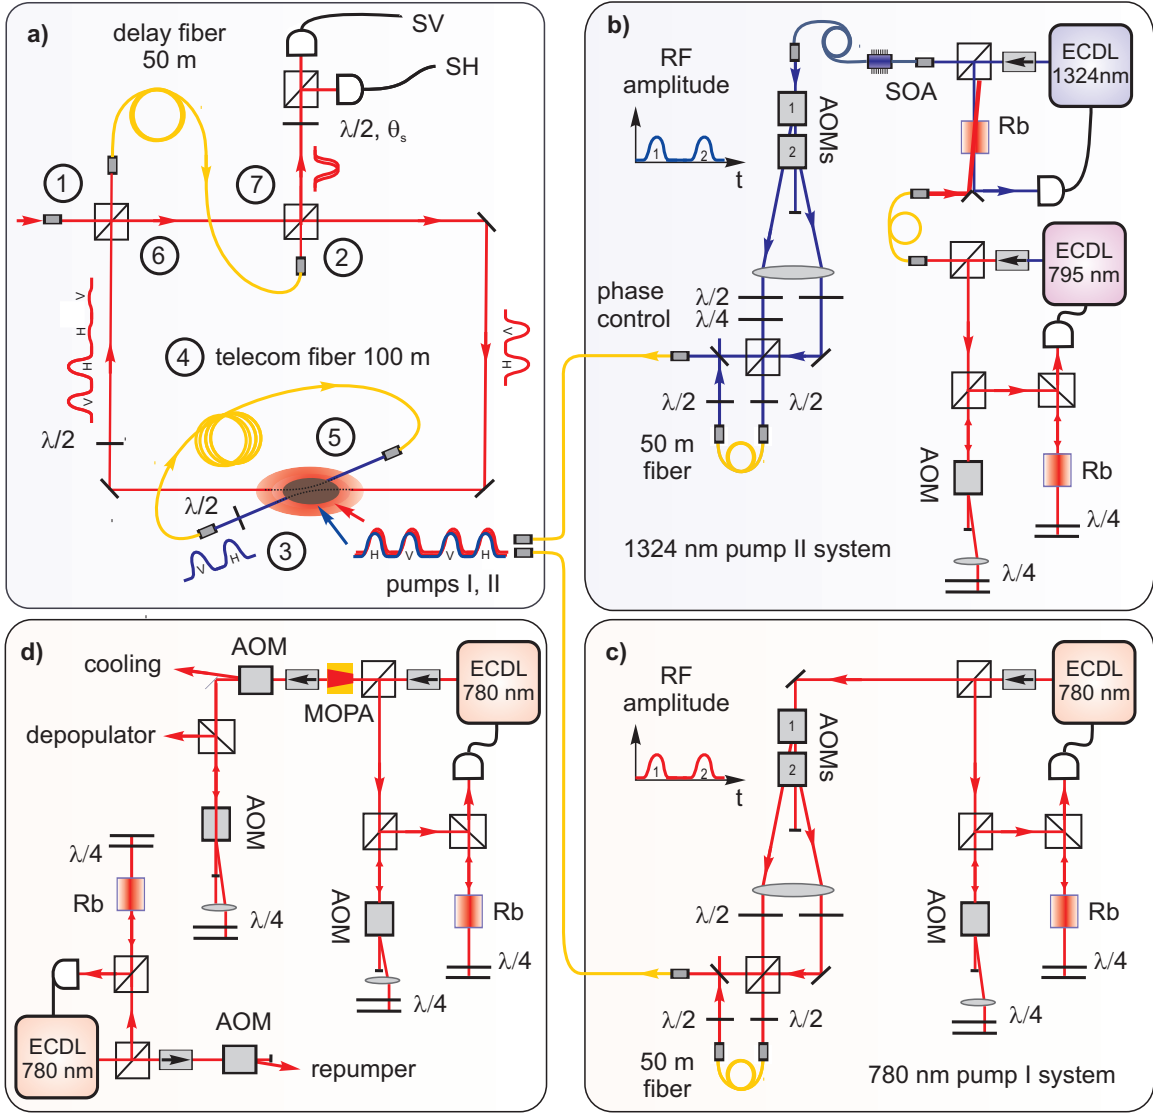 a)
delay fiber
50 m
SV
SH
λ/2, θs
1
7
6
2
V
H
H
V
4
telecom fiber 100 m
V
H
λ/2
5
λ/2
3
V
H
H
V
V
H
pumps I, II
b)
RF
amplitude
1
2
t
1
2
AOMs
SOA
ECDL
1324nm
Rb
ECDL
795 nm
phase
control
λ/2
λ/4
λ/2
λ/2
50 m
fiber
AOM
Rb
λ/4
λ/4
1324 nm pump II system
d)
cooling
AOM
MOPA
ECDL
780 nm
depopulator
AOM
λ/4
Rb
λ/4
AOM
Rb
λ/4
λ/4
ECDL
780 nm
AOM
repumper
c)
RF
amplitude
1
2
t
1
2
AOMs
ECDL
780 nm
λ/2
λ/2
λ/2
50 m
fiber
AOM
Rb
λ/4
λ/4
780 nm pump I system